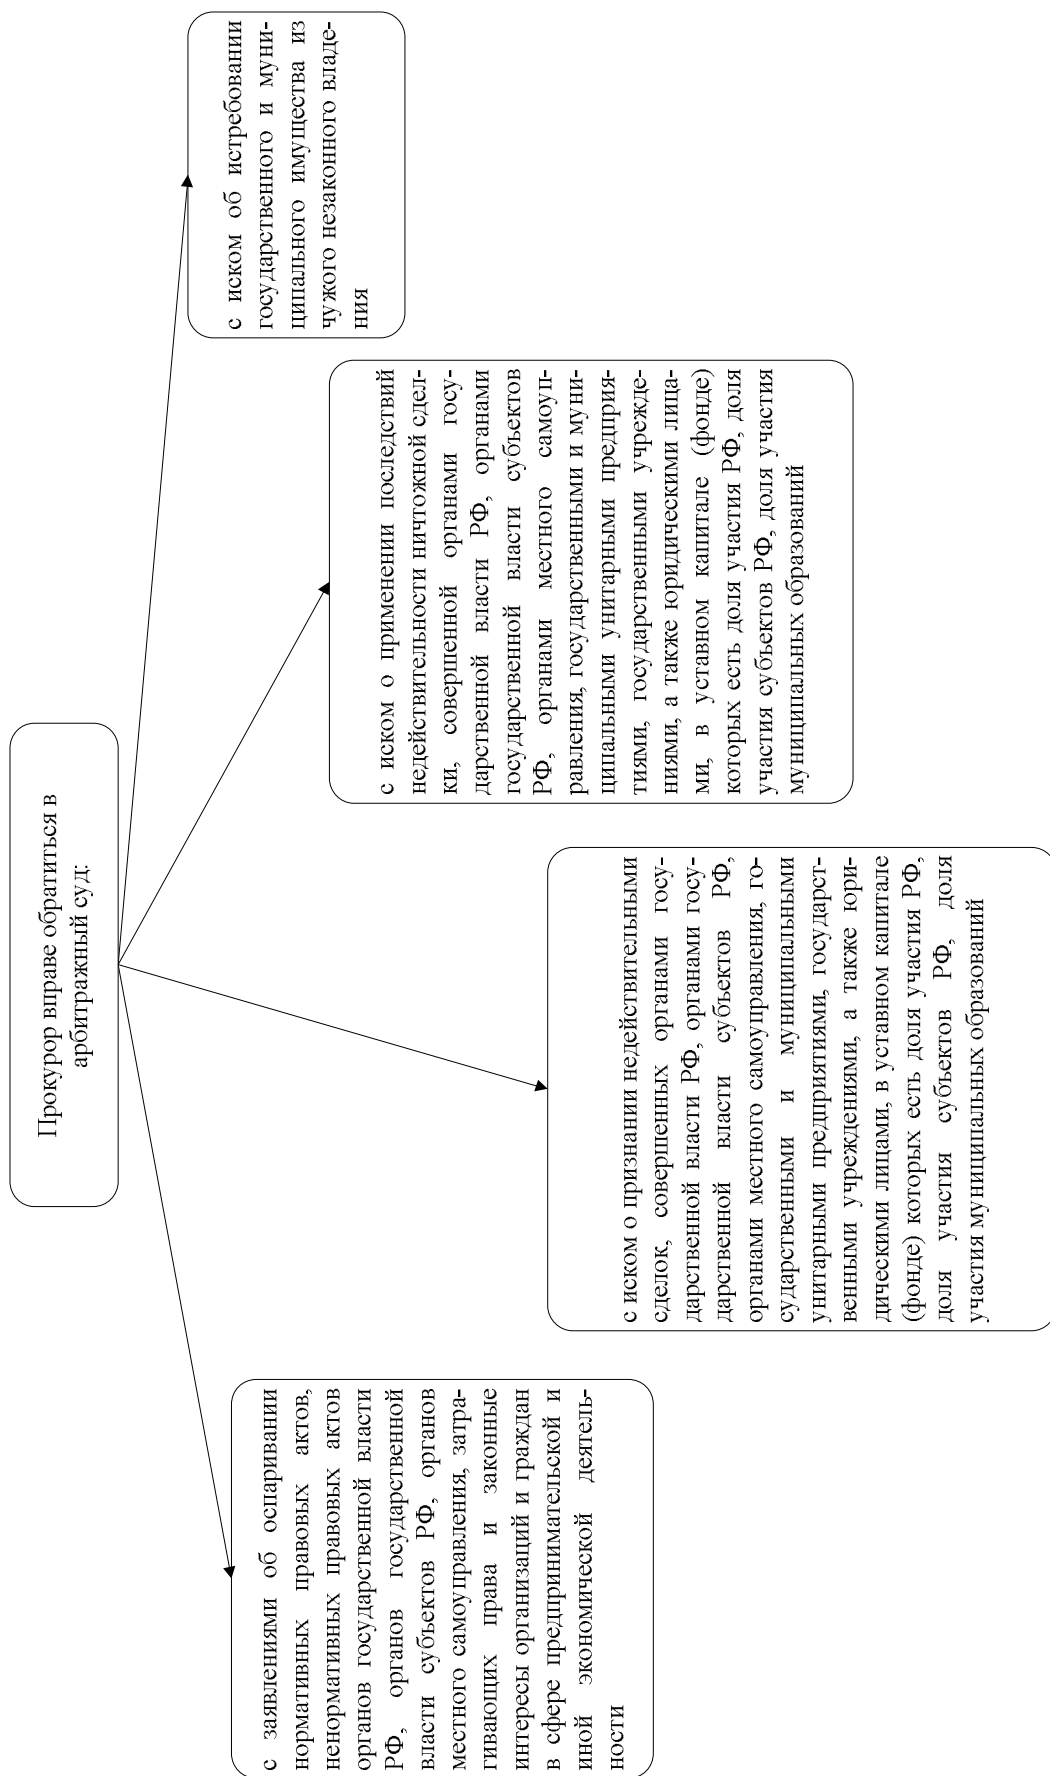 Прокурор вправе обратиться в
арбитражный суд:
с заявлениями об оспаривании
нормативных правовых актов,
ненормативных правовых актов
органов государственной власти
РФ, органов государственной
власти субъектов РФ, органов
местного самоуправления, затра-
гивающих права и законные
интересы организаций и граждан
в сфере предпринимательской и
иной экономической деятель-
ности
с иском о признании недействительными
сделок, совершенных органами госу-
дарственной власти РФ, органами госу-
дарственной власти субъектов РФ,
органами местного самоуправления, го-
сударственными и муниципальными
унитарными предприятиями, государст-
венными учреждениями, а также юри-
дическими лицами, в уставном капитале
(фонде) которых есть доля участия РФ,
доля участия субъектов РФ, доля
участия муниципальных образований
с иском о применении последствий
недействительности ничтожной сдел-
ки, совершенной органами госу-
дарственной власти РФ, органами
государственной власти субъектов
РФ, органами местного самоуп-
равления, государственными и муни-
ципальными унитарными предприя-
тиями, государственными учрежде-
ниями, а также юридическими лица-
ми, в уставном капитале (фонде)
которых есть доля участия РФ, доля
участия субъектов РФ, доля участия
муниципальных образований
с иском об истребовании
государственного и муни-
ципального имущества из
чужого незаконного владе-
ния